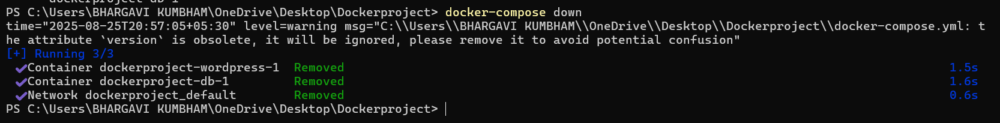 dockerproject-db-1
PS C:\Users\BHARGAVI KUMBHAM\OneDrive\Desktop\Dockerproject> docker-compose down
time="2025-08-25T20:57:05+05:30" level=warning msg="C:\\Users\\BHARGAVI KUMBHAM\\OneDrive\\Desktop\\Dockerproject\\docker-compose.yml: t
he attribute `version` is obsolete, it will be ignored, please remove it to avoid potential confusion"
[+] Running 3/3
✔Container dockerproject-wordpress-1  Removed 1.5s
✔Container dockerproject-db-1 Removed 1.6s
✔Network dockerproject_default Removed 0.6s
PS C:\Users\BHARGAVI KUMBHAM\OneDrive\Desktop\Dockerproject>